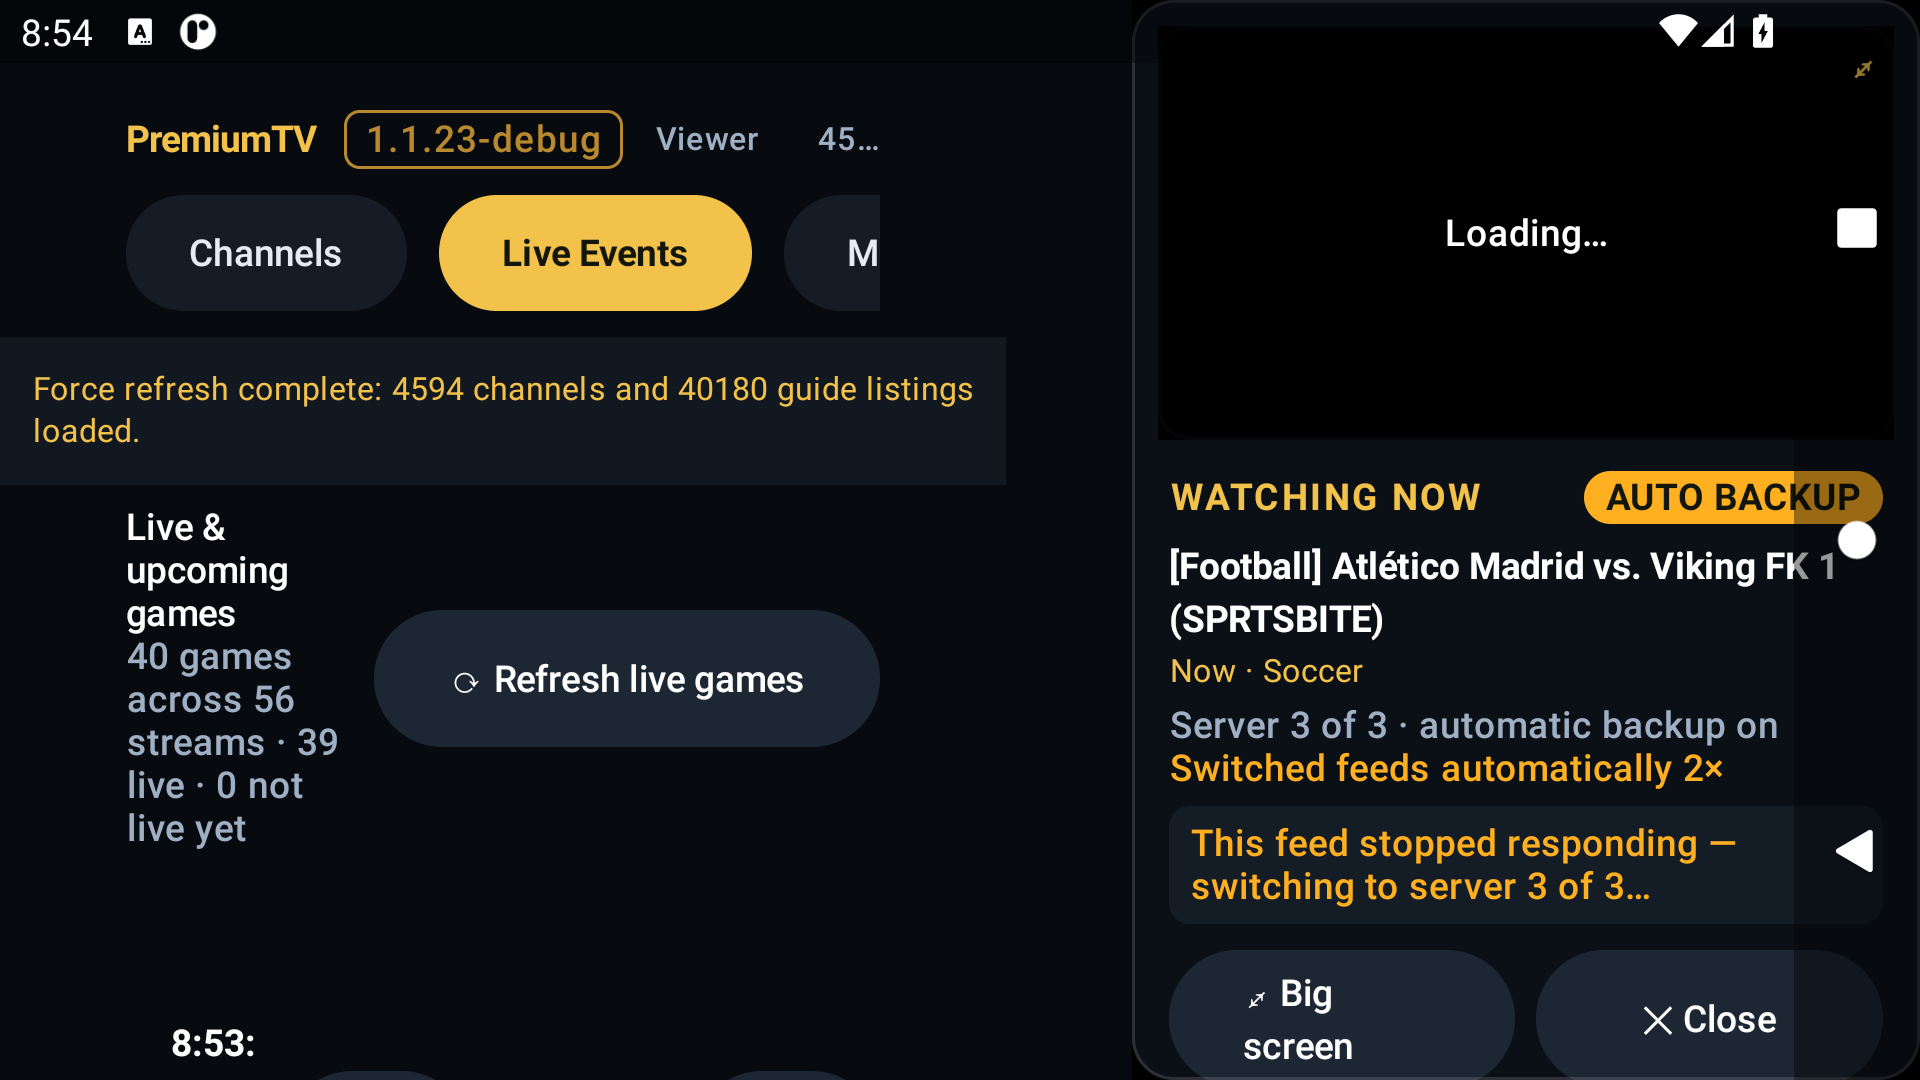 8:54
PremiumTV
1.1.23-debug
Viewer
45…
Channels
Live Events
M
Force refresh complete: 4594 channels and 40180 guide listings
loaded.
Live &
upcoming
games
40 games
across 56
streams · 39
live · 0 not
live yet
Refresh live games
8:53:
Loading…
WATCHING NOW
AUTO BACKUP
[Football] Atlético Madrid vs. Viking FK 1
(SPRTSBITE)
Now · Soccer
Server 3 of 3 · automatic backup on
Switched feeds automatically 2×
This feed stopped responding —
switching to server 3 of 3…
Big
screen
Close